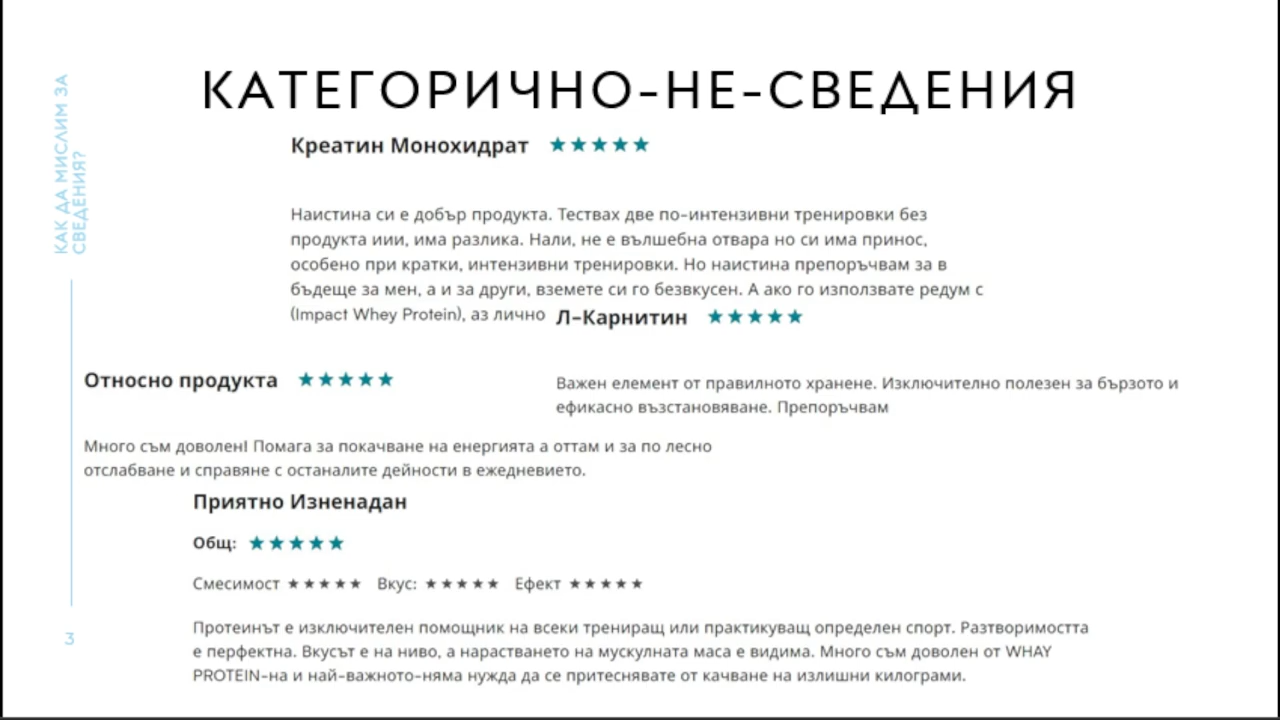 КАТЕГОРИЧНО-НЕ-СВЕДЕНИЯ
КАК ДА МИСЛИМ ЗА
СВЕДЕНИЯ?
Креатин Монохидрат
Наистина си е добър продукта. Тествах две по-интензивни тренировки без
продукта иии, има разлика. Нали, не е вълшебна отвара но си има принос,
особено при кратки, интензивни тренировки. Но наистина препоръчвам за в
бъдеще за мен, а и за други, вземете си го безвкусен. А ако го използвате редум с
(Impact Whey Protein), аз лично
Л-Карнитин
Важен елемент от правилното хранене. Изключително полезен за бързото и
ефикасно възстановяване. Препоръчвам
Относно продукта
Много съм доволен! Помага за покачване на енергията а оттам и за по лесно
отслабване и справяне с останалите дейности в ежедневието.
Приятно Изненадан
Общ:
Смесимост Вкус: Ефект
Протеинът е изключителен помощник на всеки трениращ или практикуващ определен спорт. Разтворимостта
е перфектна. Вкусът е на ниво, а нарастването на мускулната маса е видима. Много съм доволен от WHAY
PROTEIN-на и най-важното-няма нужда да се притеснявате от качване на излишни килограми.
3